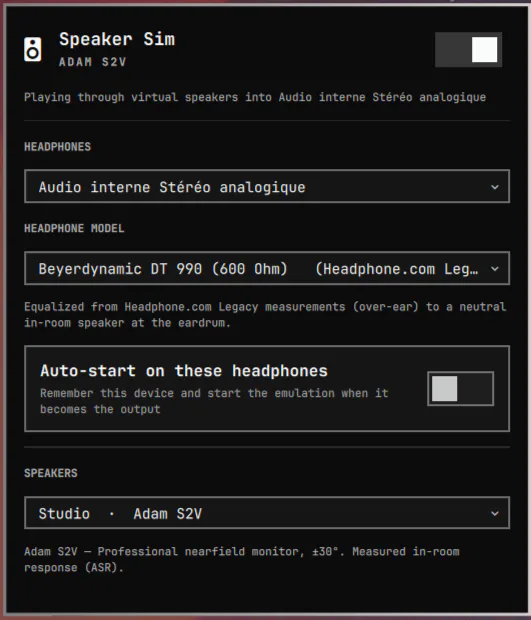 Speaker Sim
ADAM S2V
Playing through virtual speakers into Audio interne Stéréo analogique
HEADPHONES
Audio interne Stéréo analogique
HEADPHONE MODEL
Beyerdynamic DT 990 (600 Ohm) (Headphone.com Leg…
Equalized from Headphone.com Legacy measurements (over-ear) to a neutral
in-room speaker at the eardrum.
Auto-start on these headphones
Remember this device and start the emulation when it
becomes the output
SPEAKERS
Studio · Adam S2V
Adam S2V — Professional nearfield monitor, ±30°. Measured in-room
response (ASR).